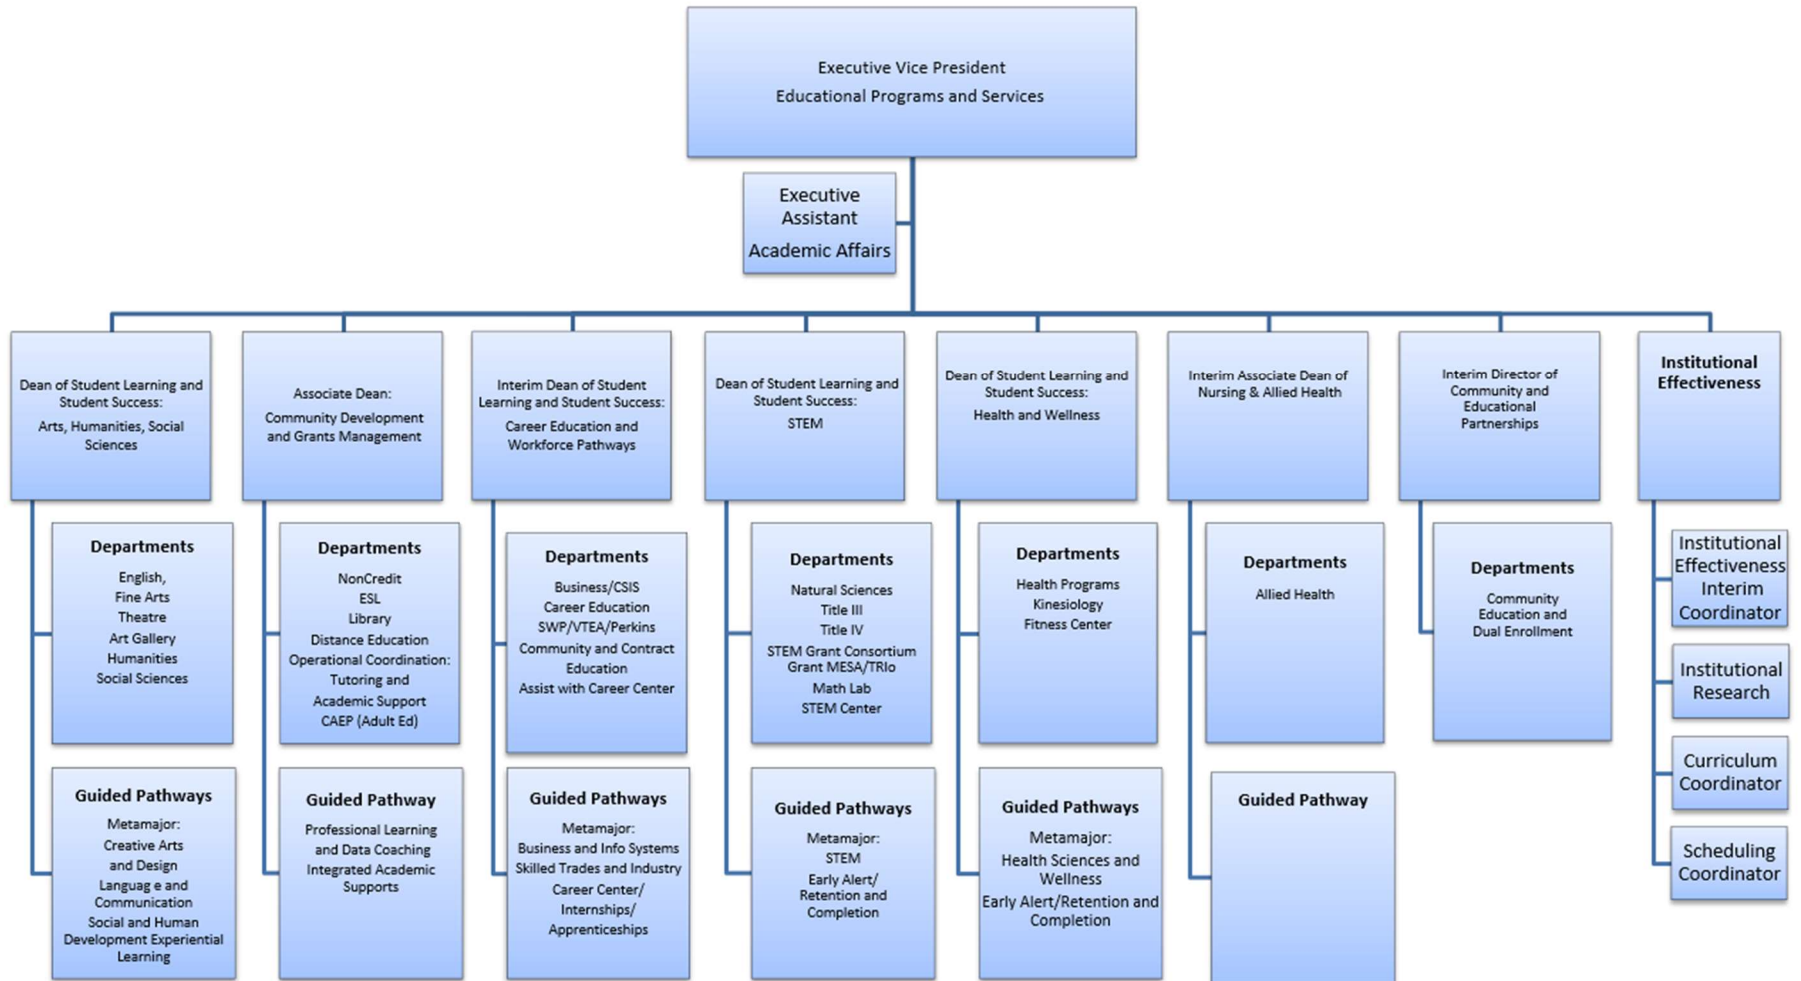 Executive Vice President
Educational Programs and Services
Executive
Assistant
Academic Affairs
Dean of Student Learning and
Student Success:
Arts, Humanities, Social
Sciences
Associate Dean:
Community Development
and Grants Management
Interim Dean of Student
Learning and Student Success:
Career Education and
Workforce Pathways
Dean of Student Learning and
Student Success:
STEM
Dean of Student Learning and
Student Success:
Health and Wellness
Interim Associate Dean of
Nursing & Allied Health
Interim Director of
Community and
Educational
Partnerships
Institutional
Effectiveness
Departments
English,
Fine Arts
Theatre
Art Gallery
Humanities
Social Sciences
Departments
NonCredit
ESL
Library
Distance Education
Operational Coordination:
Tutoring and
Academic Support
CAEP (Adult Ed)
Departments
Business/CSIS
Career Education
SWP/VTEA/Perkins
Community and Contract
Education
Assist with Career Center
Departments
Natural Sciences
Title III
Title IV
STEM Grant Consortium
Grant MESA/TRIo
Math Lab
STEM Center
Departments
Health Programs
Kinesiology
Fitness Center
Departments
Allied Health
Departments
Community
Education and
Dual Enrollment
Institutional
Effectiveness
Interim
Coordinator
Institutional
Research
Curriculum
Coordinator
Scheduling
Coordinator
Guided Pathways
Metamajor:
Creative Arts
and Design
Languag e and
Communication
Social and Human
Development Experiential
Learning
Guided Pathway
Professional Learning
and Data Coaching
Integrated Academic
Supports
Guided Pathways
Metamajor:
Business and Info Systems
Skilled Trades and Industry
Career Center/
Internships/
Apprenticeships
Guided Pathways
Metamajor:
STEM
Early Alert/
Retention and
Completion
Guided Pathways
Metamajor:
Health Sciences and
Wellness
Early Alert/Retention and
Completion
Guided Pathway